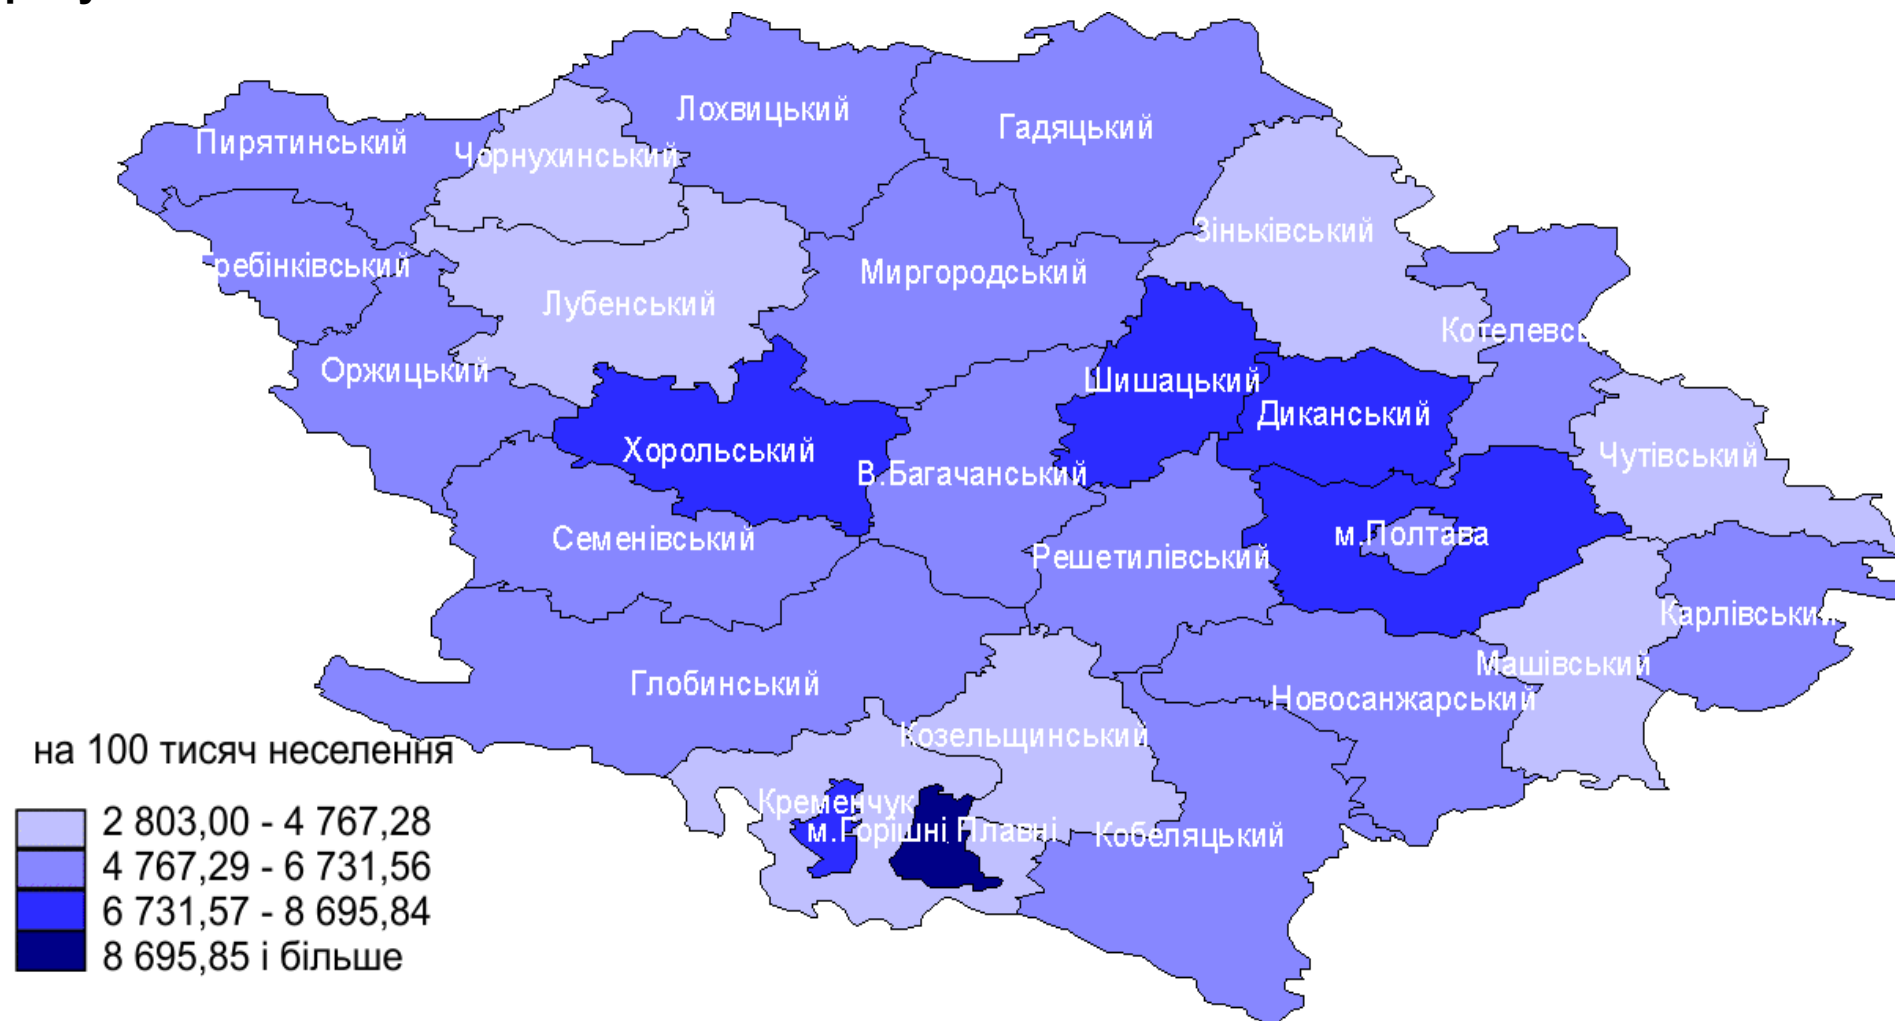 Лохвицький
Гадяцький
Пирятинський
Чорнухинський
Зіньківський
ребінківський
Миргородський
Лубенський
Котелевсь
Оржицький
Шишацький
Диканський
Хорольський
В.Багачанський
Чутівський
Семенівський
Решетилівський
м.Полтава
Карлівськи
Глобинський
Машівський
Новосанжарський
Козельщинський
Кременчук
м.Горішні Плавні
Кобеляцький
на 100 тисяч неселення
2 803,00 - 4 767,28
4 767,29 - 6 731,56
6 731,57 - 8 695,84
8 695,85 і більше